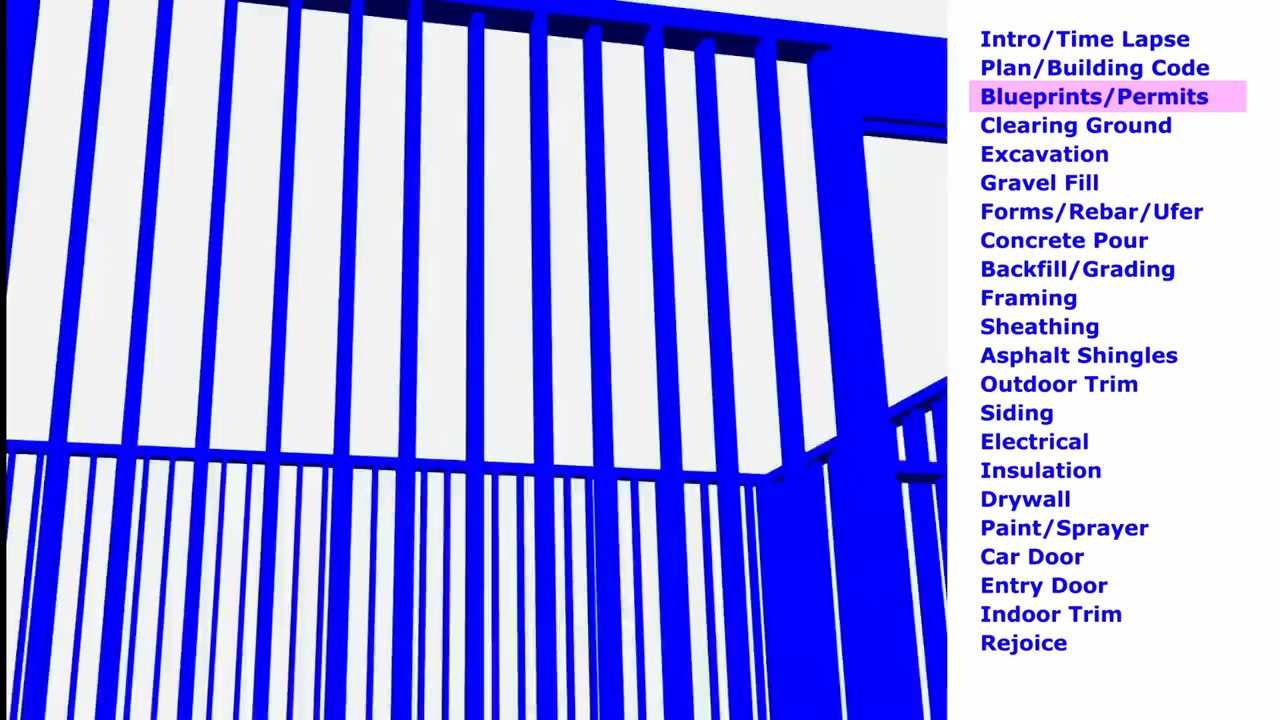 Intro/Time Lapse
Plan/Building Code
Blueprints/Permits
Clearing Ground
Excavation
Gravel Fill
Forms/Rebar/Ufer
Concrete Pour
Backfill/Grading
Framing
Sheathing
Asphalt Shingles
Outdoor Trim
Siding
Electrical
Insulation
Drywall
Paint/Sprayer
Car Door
Entry Door
Indoor Trim
Rejoice